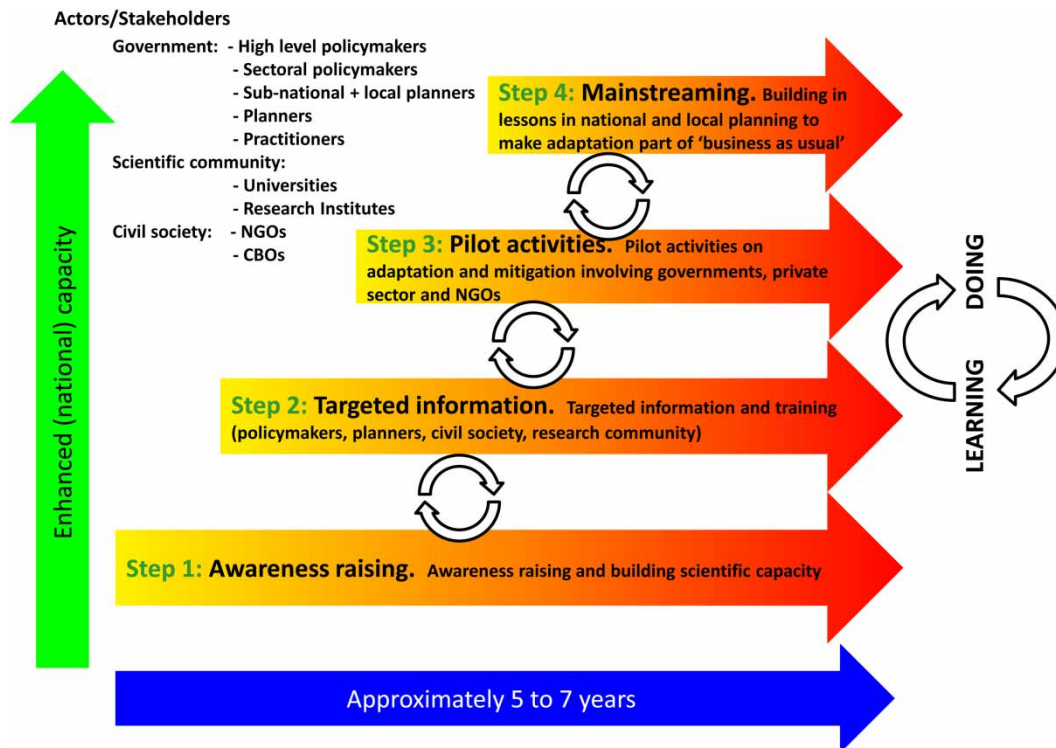 Actors/Stakeholders
Government: - High level policymakers
- Sectoral policymakers
- Sub-national + local planners
- Planners
- Practitioners
Scientific community:
- Universities
- Research Institutes
Civil society: - NGOs
- CBOs
Step 4: Mainstreaming. Building in
lessons in national and local planning to
make adaptation part of ‘business as usual’
Step 3: Pilot activities. Pilot activities on
adaptation and mitigation involving governments, private
sector and NGOs
Step 2: Targeted information. Targeted information and training
(policymakers, planners, civil society, research community)
Step 1: Awareness raising. Awareness raising and building scientific capacity
Enhanced (national) capacity
DOING
LEARNING
Approximately 5 to 7 years